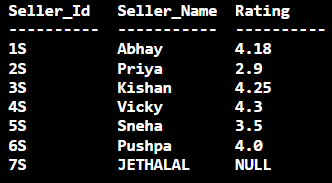 Seller_Id   Seller_Name  Rating
----------  -----------  ----------
1S          Abhay        4.18
2S          Priya        2.9
3S          Kishan       4.25
4S          Vicky        4.3
5S          Sneha        3.5
6S          Pushpa       4.0
7S          JETHALAL     NULL